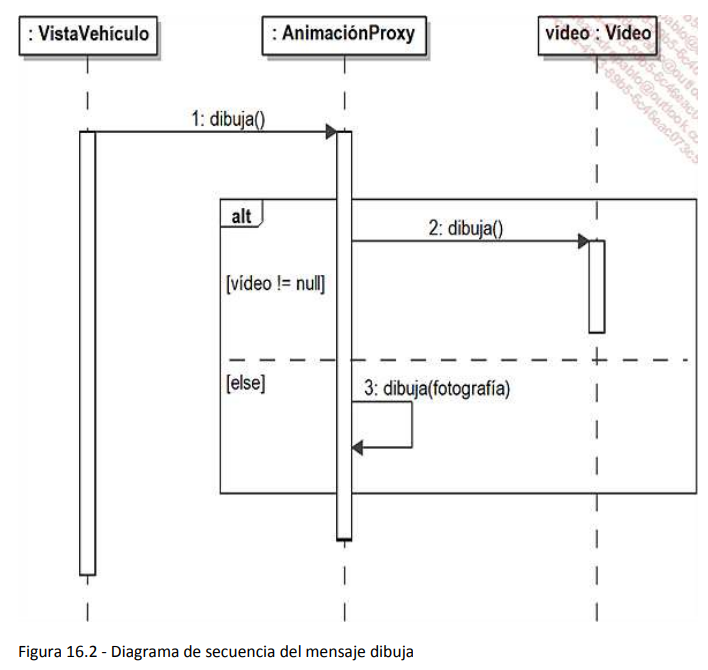 : VistaVehículo
: AnimaciónProxy
vídeo : Vídeo
1: dibuja()
alt
2: dibuja()
[vídeo != null]
[else]
3: dibuja(fotografía)
Figura 16.2 - Diagrama de secuencia del mensaje dibuja